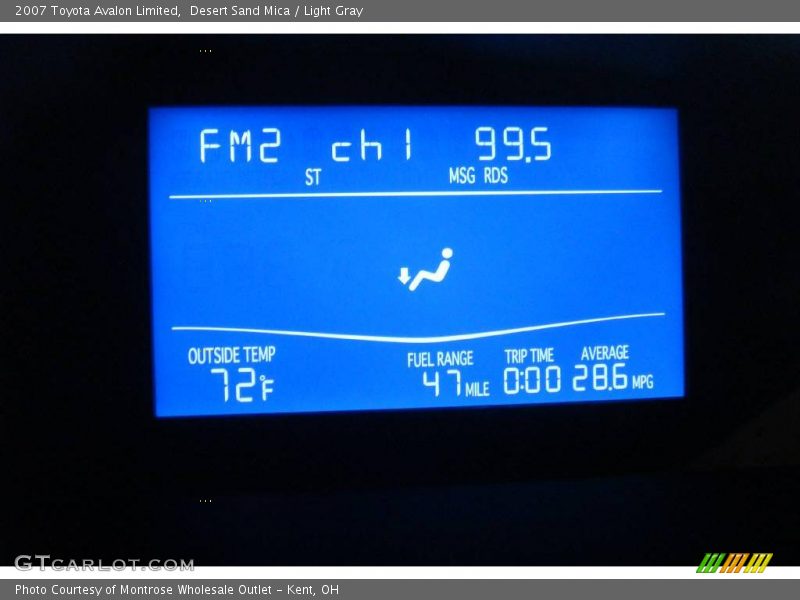 2007 Toyota Avalon Limited,  Desert Sand Mica / Light Gray
FM2 ch1 99.5
ST MSG RDS
OUTSIDE TEMP FUEL RANGE TRIP TIME AVERAGE
72°F 47 MILE 0:00 28.6 MPG
GTCARLOT.COM
Photo Courtesy of Montrose Wholesale Outlet - Kent, OH